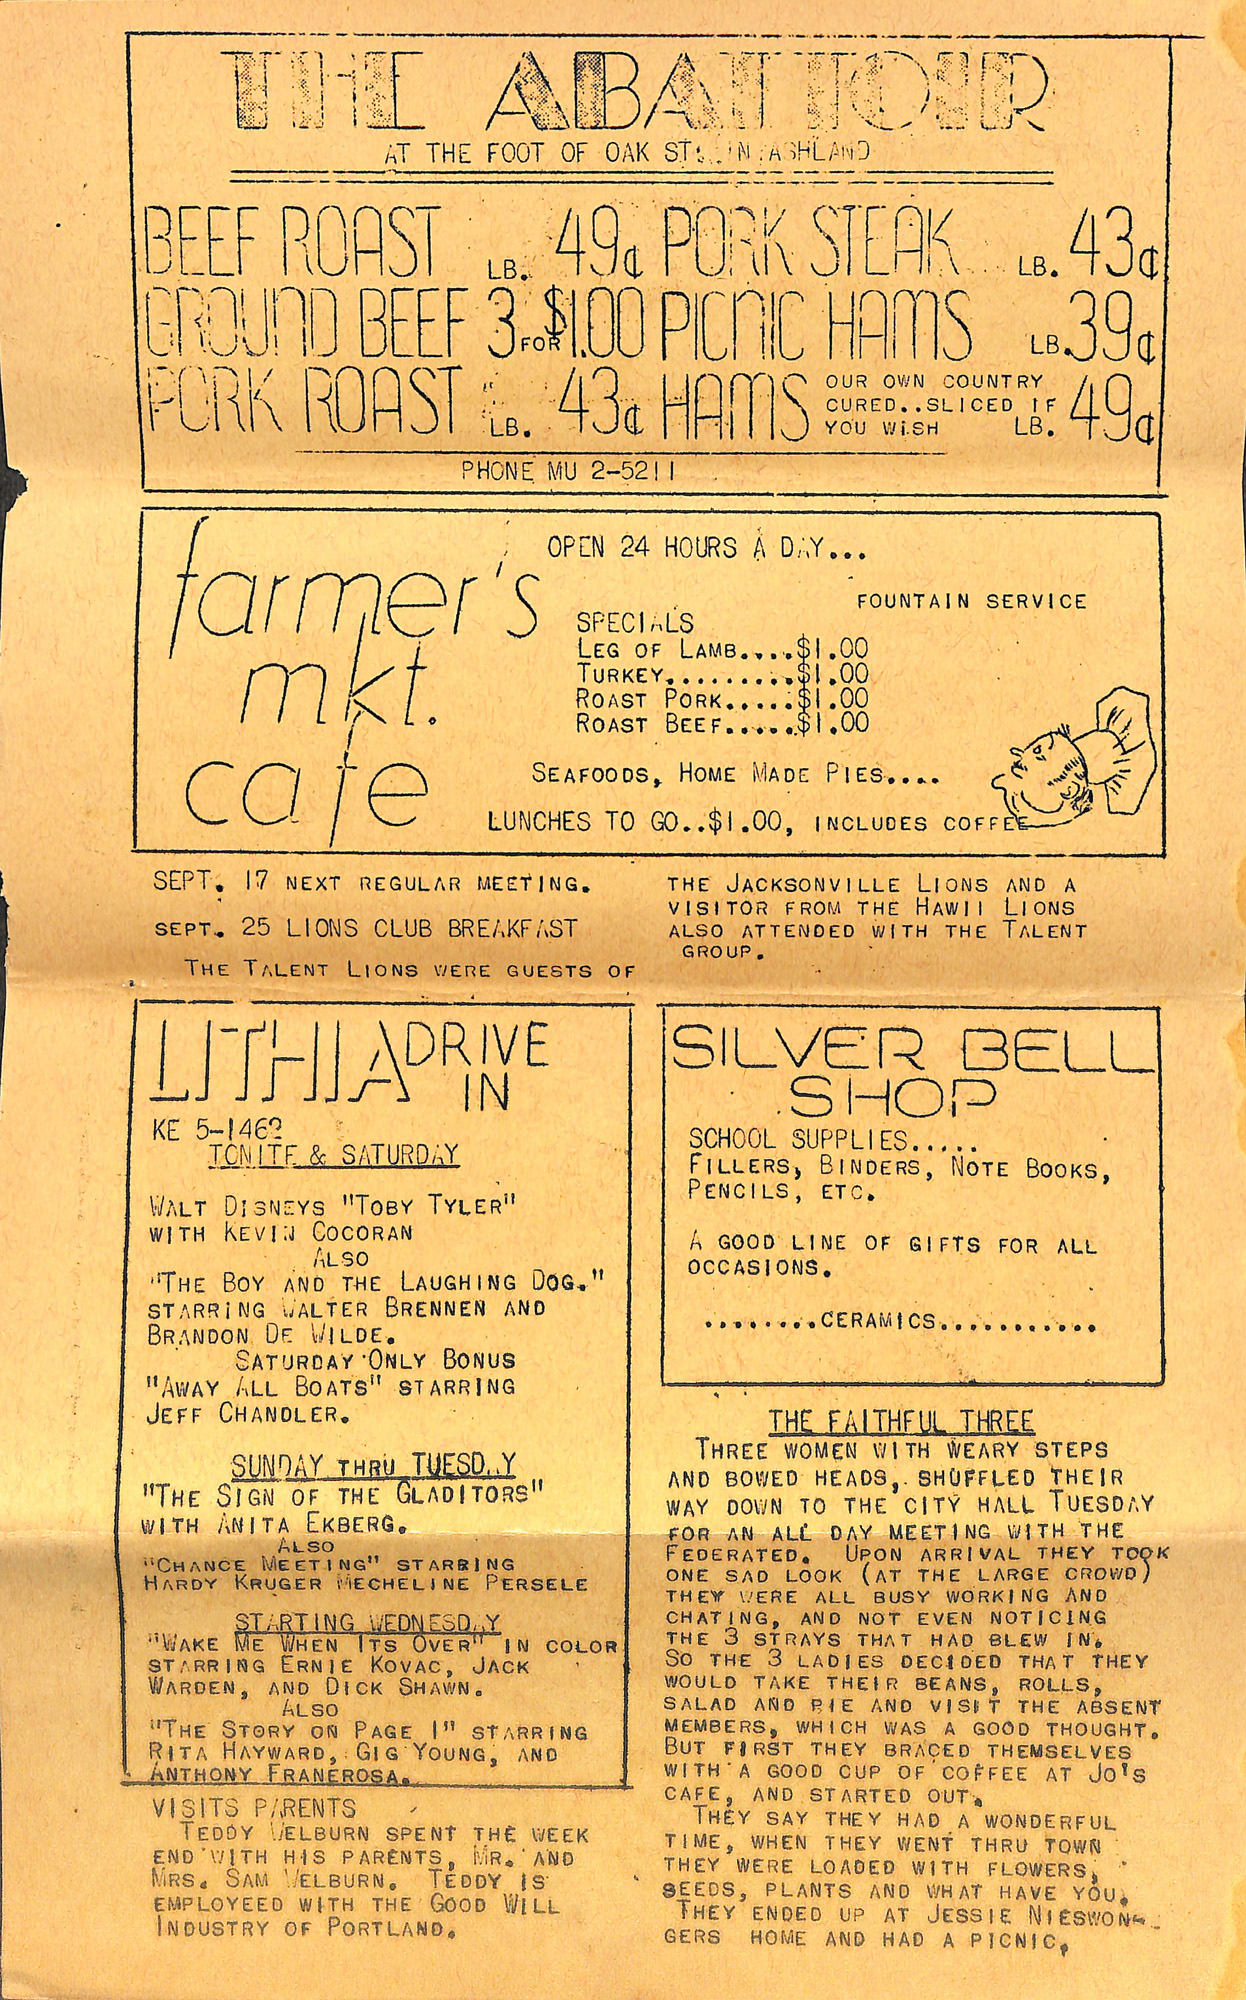 THE ABATTOIR
AT THE FOOT OF OAK ST. IN ASHLAND
BEEF ROAST LB. 49¢
GROUND BEEF 3 FOR $1.00
PORK ROAST LB. 43¢
PORK STEAK LB. 43¢
PICNIC HAMS LB. 39¢
HAMS OUR OWN COUNTRY
CURED..SLICED IF
YOU WISH LB. 49¢
PHONE MU 2-5211
farmer's
mkt.
cafe
OPEN 24 HOURS A DAY...
FOUNTAIN SERVICE
SPECIALS
LEG OF LAMB....$1.00
TURKEY.........$1.00
ROAST PORK.....$1.00
ROAST BEEF.....$1.00
SEAFOODS, HOME MADE PIES....
LUNCHES TO GO..$1.00, INCLUDES COFFEE
SEPT. 17 NEXT REGULAR MEETING.
SEPT. 25 LIONS CLUB BREAKFAST
THE TALENT LIONS WERE GUESTS OF
THE JACKSONVILLE LIONS AND A
VISITOR FROM THE HAWII LIONS
ALSO ATTENDED WITH THE TALENT
GROUP.
LITHIA DRIVE
IN
KE 5-1462
TONITE & SATURDAY
WALT DISNEYS "TOBY TYLER"
WITH KEVIN COCORAN
ALSO
"THE BOY AND THE LAUGHING DOG."
STARRING WALTER BRENNEN AND
BRANDON DE WILDE.
SATURDAY ONLY BONUS
"AWAY ALL BOATS" STARRING
JEFF CHANDLER.
SUNDAY THRU TUESDAY
"THE SIGN OF THE GLADITORS"
WITH ANITA EKBERG.
ALSO
"CHANCE MEETING" STARRING
HARDY KRUGER MECHELINE PERSELE
STARTING WEDNESDAY
"WAKE ME WHEN ITS OVER" IN COLOR
STARRING ERNIE KOVAC, JACK
WARDEN, AND DICK SHAWN.
ALSO
"THE STORY ON PAGE 1" STARRING
RITA HAYWARD, GIG YOUNG, AND
ANTHONY FRANEROSA.
VISITS PARENTS
TEDDY WELBURN SPENT THE WEEK
END WITH HIS PARENTS, MR. AND
MRS. SAM WELBURN. TEDDY IS
EMPLOYEED WITH THE GOOD WILL
INDUSTRY OF PORTLAND.
SILVER BELL
SHOP
SCHOOL SUPPLIES.....
FILLERS, BINDERS, NOTE BOOKS,
PENCILS, ETC.
A GOOD LINE OF GIFTS FOR ALL
OCCASIONS.
........CERAMICS...........
THE FAITHFUL THREE
THREE WOMEN WITH WEARY STEPS
AND BOWED HEADS, SHUFFLED THEIR
WAY DOWN TO THE CITY HALL TUESDAY
FOR AN ALL DAY MEETING WITH THE
FEDERATED. UPON ARRIVAL THEY TOOK
ONE SAD LOOK (AT THE LARGE CROWD)
THEY WERE ALL BUSY WORKING AND
CHATING, AND NOT EVEN NOTICING
THE 3 STRAYS THAT HAD BLEW IN.
SO THE 3 LADIES DECIDED THAT THEY
WOULD TAKE THEIR BEANS, ROLLS,
SALAD AND PIE AND VISIT THE ABSENT
MEMBERS, WHICH WAS A GOOD THOUGHT.
BUT FIRST THEY BRACED THEMSELVES
WITH A GOOD CUP OF COFFEE AT JO'S
CAFE, AND STARTED OUT.
THEY SAY THEY HAD A WONDERFUL
TIME, WHEN THEY WENT THRU TOWN
THEY WERE LOADED WITH FLOWERS,
SEEDS, PLANTS AND WHAT HAVE YOU.
THEY ENDED UP AT JESSIE NIESWON-
GERS HOME AND HAD A PICNIC.